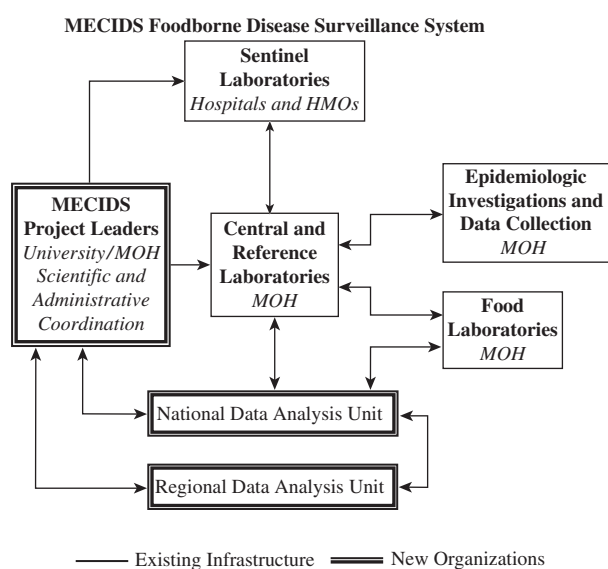 MECIDS Foodborne Disease Surveillance System
Sentinel
Laboratories
Hospitals and HMOs
MECIDS
Project Leaders
University/MOH
Scientific and
Administrative
Coordination
Central and
Reference
Laboratories
MOH
Epidemiologic
Investigations and
Data Collection
MOH
Food
Laboratories
MOH
National Data Analysis Unit
Regional Data Analysis Unit
Existing Infrastructure
New Organizations